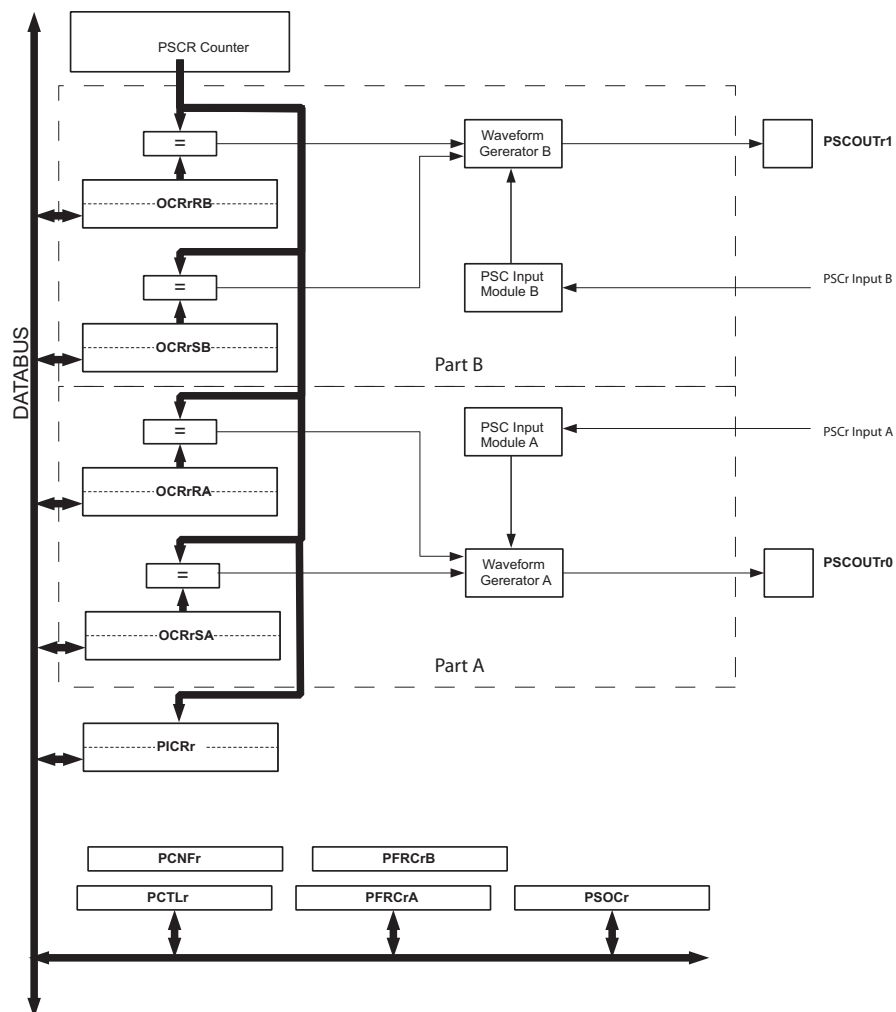 PSCR Counter
=
Waveform
Gererator B
PSCOUTr1
OCRrRB
=
PSC Input
Module B
PSCr Input B
OCRrSB
Part B
DATABUS
=
PSC Input
Module A
PSCr Input A
OCRrRA
=
Waveform
Gererator A
PSCOUTr0
OCRrSA
Part A
PICRr
PCNFr
PFRCrB
PCTLr
PFRCrA
PSOCr